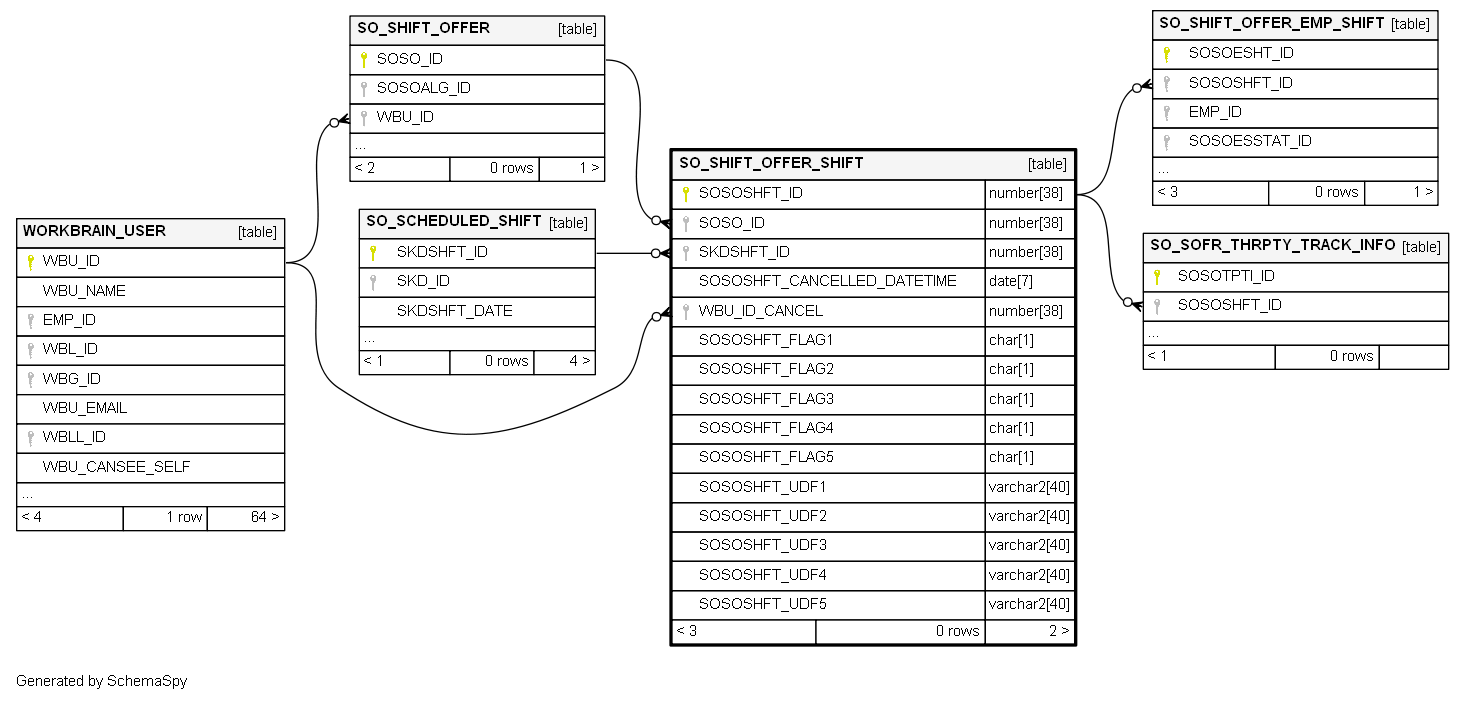 SO_SHIFT_OFFER [table]
SOSO_ID
SOSOALG_ID
WBU_ID
...
< 2 0 rows 1 >
SO_SHIFT_OFFER_EMP_SHIFT [table]
SOSOESHT_ID
SOSOSHFT_ID
EMP_ID
SOSOESSTAT_ID
...
< 3 0 rows 1 >
WORKBRAIN_USER [table]
WBU_ID
WBU_NAME
EMP_ID
WBL_ID
WBG_ID
WBU_EMAIL
WBLL_ID
WBU_CANSEE_SELF
...
< 4 1 row 64 >
SO_SCHEDULED_SHIFT [table]
SKDSHFT_ID
SKD_ID
SKDSHFT_DATE
...
< 1 0 rows 4 >
SO_SHIFT_OFFER_SHIFT [table]
SOSOSHFT_ID number[38]
SOSO_ID number[38]
SKDSHFT_ID number[38]
SOSOSHFT_CANCELLED_DATETIME date[7]
WBU_ID_CANCEL number[38]
SOSOSHFT_FLAG1 char[1]
SOSOSHFT_FLAG2 char[1]
SOSOSHFT_FLAG3 char[1]
SOSOSHFT_FLAG4 char[1]
SOSOSHFT_FLAG5 char[1]
SOSOSHFT_UDF1 varchar2[40]
SOSOSHFT_UDF2 varchar2[40]
SOSOSHFT_UDF3 varchar2[40]
SOSOSHFT_UDF4 varchar2[40]
SOSOSHFT_UDF5 varchar2[40]
< 3 0 rows 2 >
SO_SOFR_THRPTY_TRACK_INFO [table]
SOSOTPTI_ID
SOSOSHFT_ID
...
< 1 0 rows
Generated by SchemaSpy